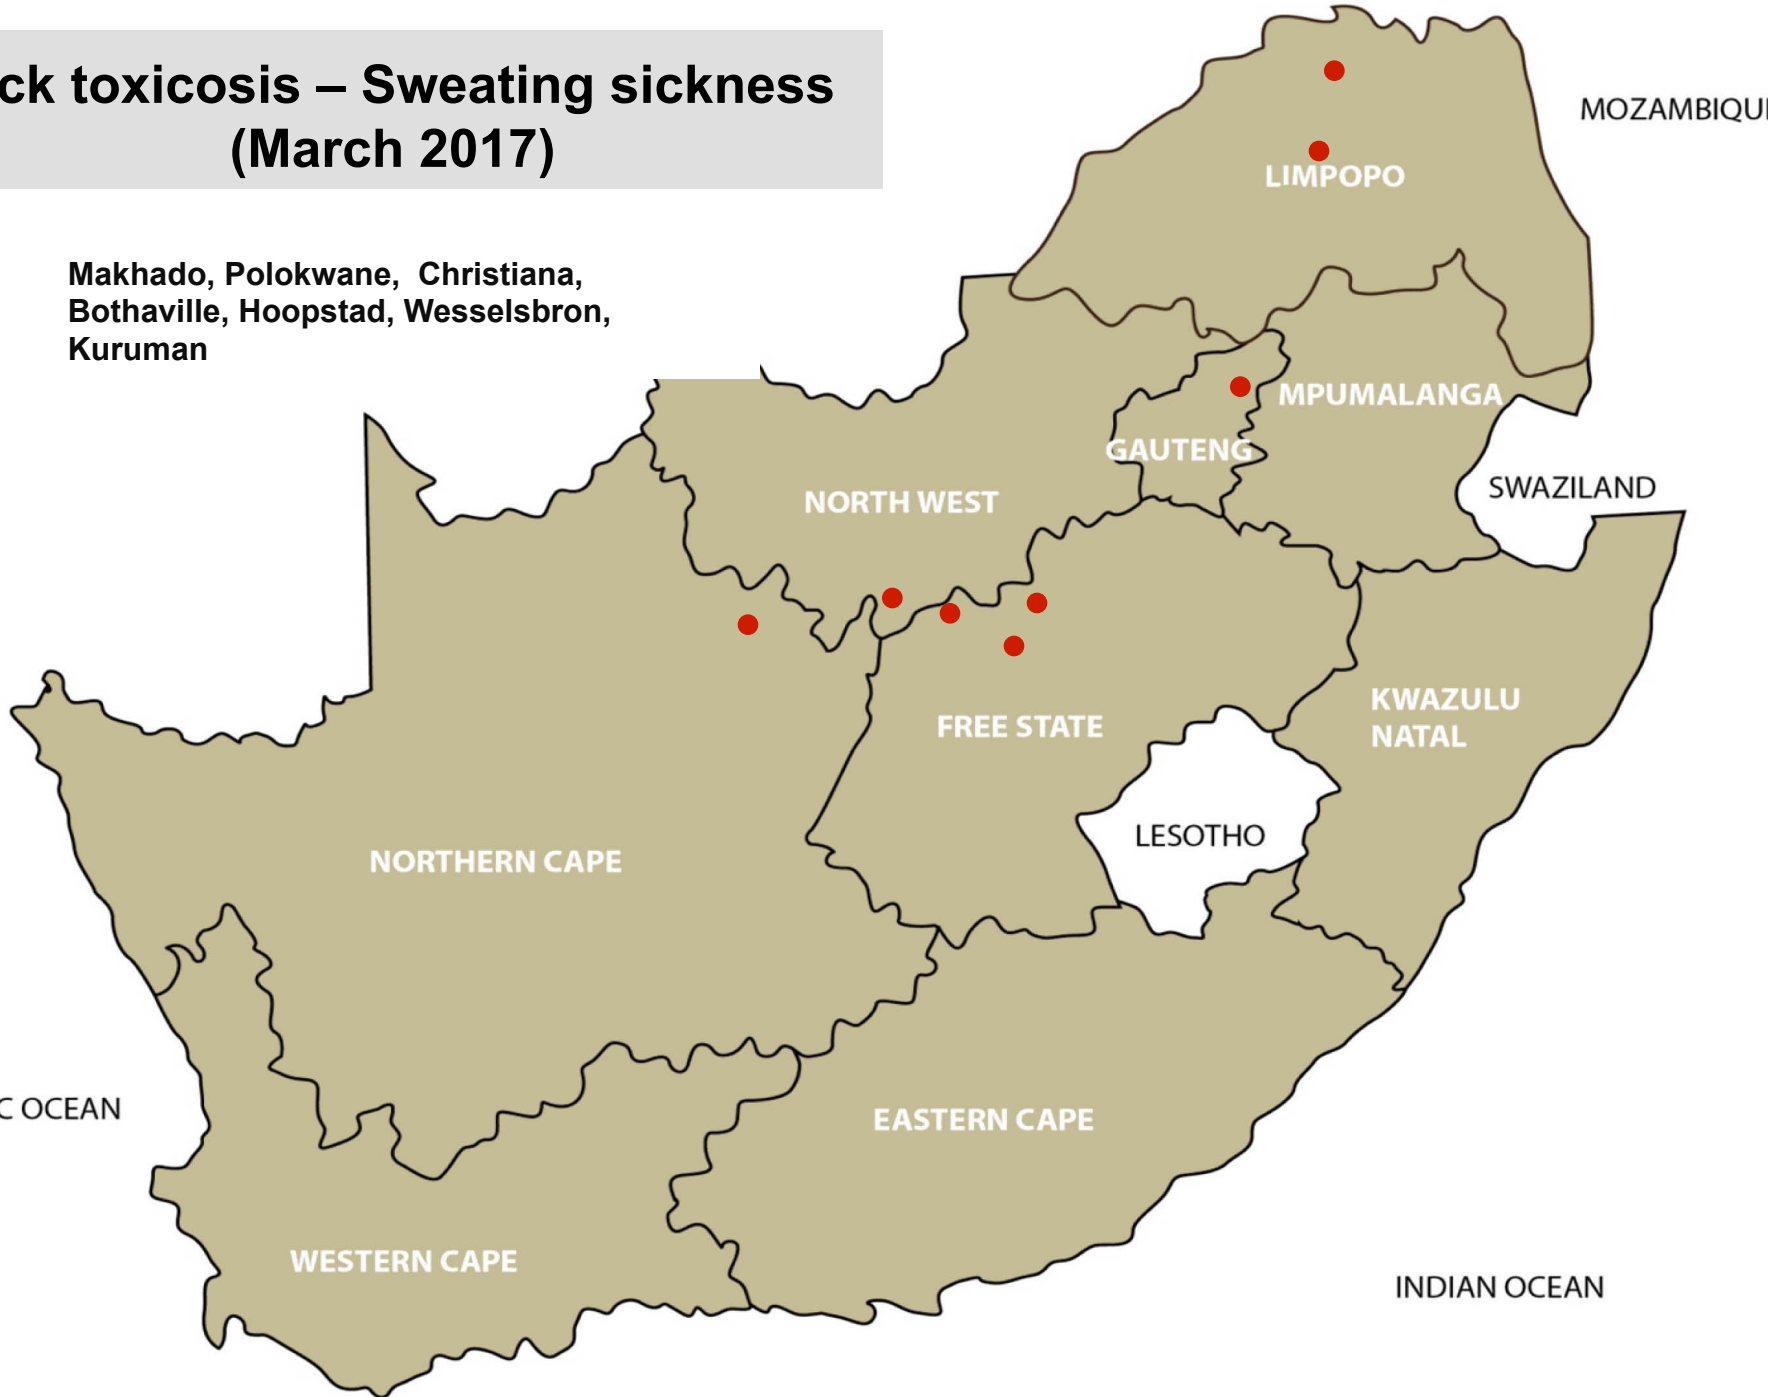 ck toxicosis – Sweating sickness
(March 2017)
MOZAMBIQU
LIMPOPO
Makhado, Polokwane, Christiana,
Bothaville, Hoopstad, Wesselsbron,
Kuruman
MPUMALANGA
GAUTENG
SWAZILAND
NORTH WEST
KWAZULU
NATAL
FREE STATE
LESOTHO
NORTHERN CAPE
C OCEAN
EASTERN CAPE
WESTERN CAPE
INDIAN OCEAN